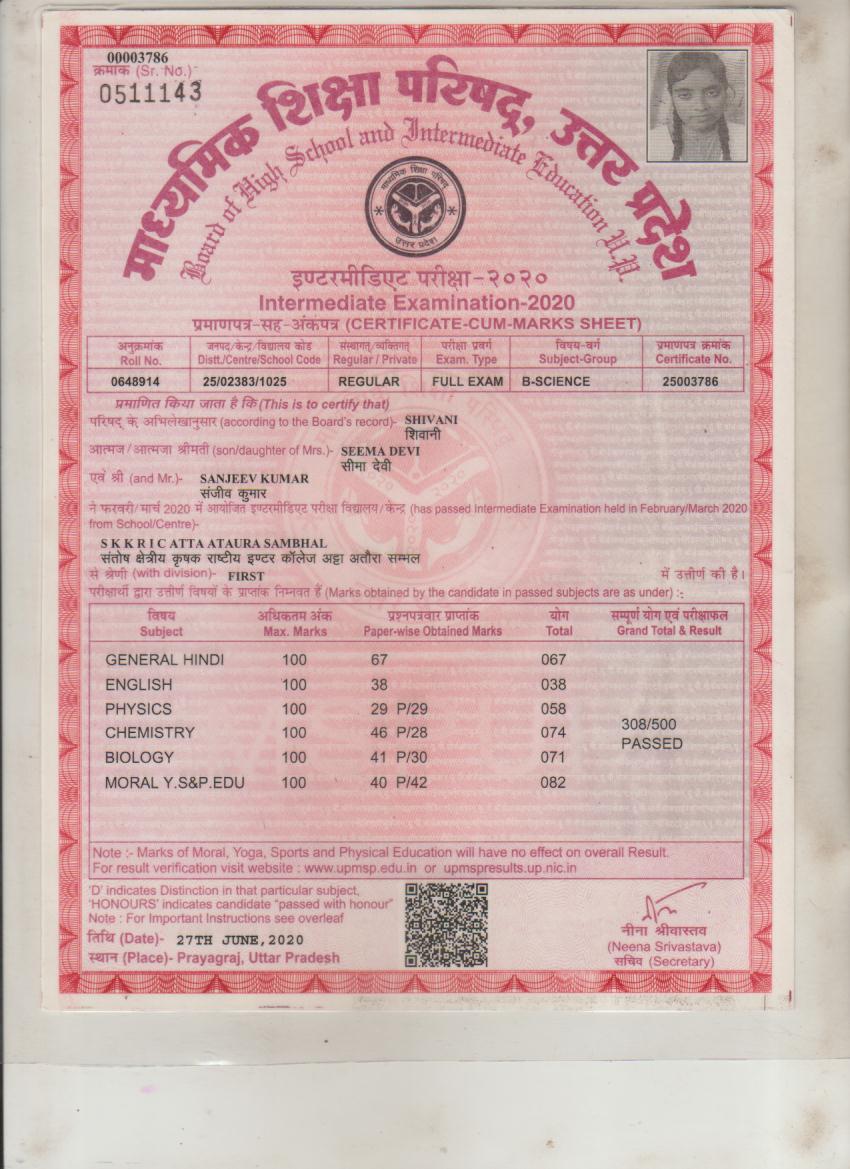 00003786
क्रमांक (Sr. No.)
0511143
माध्यमिक शिक्षा परिषद्, उत्तर प्रदेश
Board of High School and Intermediate Education U.P.
माध्यमिक शिक्षा परिषद
उत्तर प्रदेश
इण्टरमीडिएट परीक्षा-२०२०
Intermediate Examination-2020
प्रमाणपत्र-सह-अंकपत्र (CERTIFICATE-CUM-MARKS SHEET)
अनुक्रमांक जनपद/केन्द्र/विद्यालय कोड संस्थागत्/व्यक्तिगत् परीक्षा प्रवर्ग विषय-वर्ग प्रमाणपत्र क्रमांक
Roll No. Distt./Centre/School Code Regular / Private Exam. Type Subject-Group Certificate No.
0648914 25/02383/1025 REGULAR FULL EXAM B-SCIENCE 25003786
प्रमाणित किया जाता है कि (This is to certify that)
परिषद के अभिलेखानुसार (according to the Board's record)- SHIVANI
शिवानी
आत्मज/आत्मजा श्रीमती (son/daughter of Mrs.)- SEEMA DEVI
सीमा देवी
एवं श्री (and Mr.)- SANJEEV KUMAR
संजीव कुमार
ने फरवरी/मार्च 2020 में आयोजित इण्टरमीडिएट परीक्षा विद्यालय/केन्द्र (has passed Intermediate Examination held in February/March 2020
from School/Centre)-
S K K R I C ATTA ATAURA SAMBHAL
संतोष क्षेत्रीय कृषक राष्टीय इण्टर कॉलेज अट्टा अतौरा सम्भल
से श्रेणी (with division)- FIRST में उत्तीर्ण की है।
परीक्षार्थी द्वारा उत्तीर्ण विषयों के प्राप्तांक निम्नवत हैं (Marks obtained by the candidate in passed subjects are as under) :-
विषय अधिकतम अंक प्रश्नपत्रवार प्राप्तांक योग सम्पूर्ण योग एवं परीक्षाफल
Subject Max. Marks Paper-wise Obtained Marks Total Grand Total & Result
GENERAL HINDI 100 67 067
ENGLISH 100 38 038
PHYSICS 100 29 P/29 058
CHEMISTRY 100 46 P/28 074 308/500
PASSED
BIOLOGY 100 41 P/30 071
MORAL Y.S&P.EDU 100 40 P/42 082
Note :- Marks of Moral, Yoga, Sports and Physical Education will have no effect on overall Result.
For result verification visit website : www.upmsp.edu.in or upmspresults.up.nic.in
'D' indicates Distinction in that particular subject,
'HONOURS' indicates candidate "passed with honour"
Note : For Important Instructions see overleaf
तिथि (Date)- 27TH JUNE,2020
स्थान (Place)- Prayagraj, Uttar Pradesh
नीना श्रीवास्तव
(Neena Srivastava)
सचिव (Secretary)